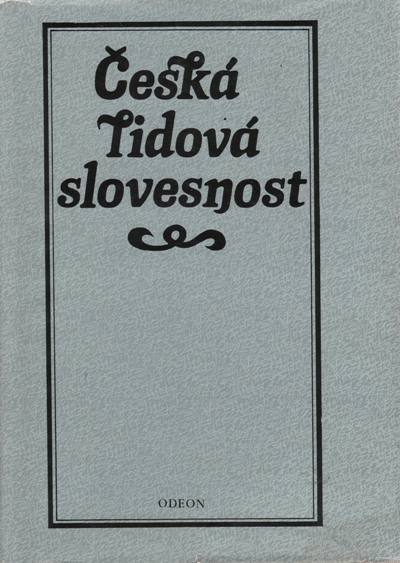 Česká
lidová
slovesnost
ODEON